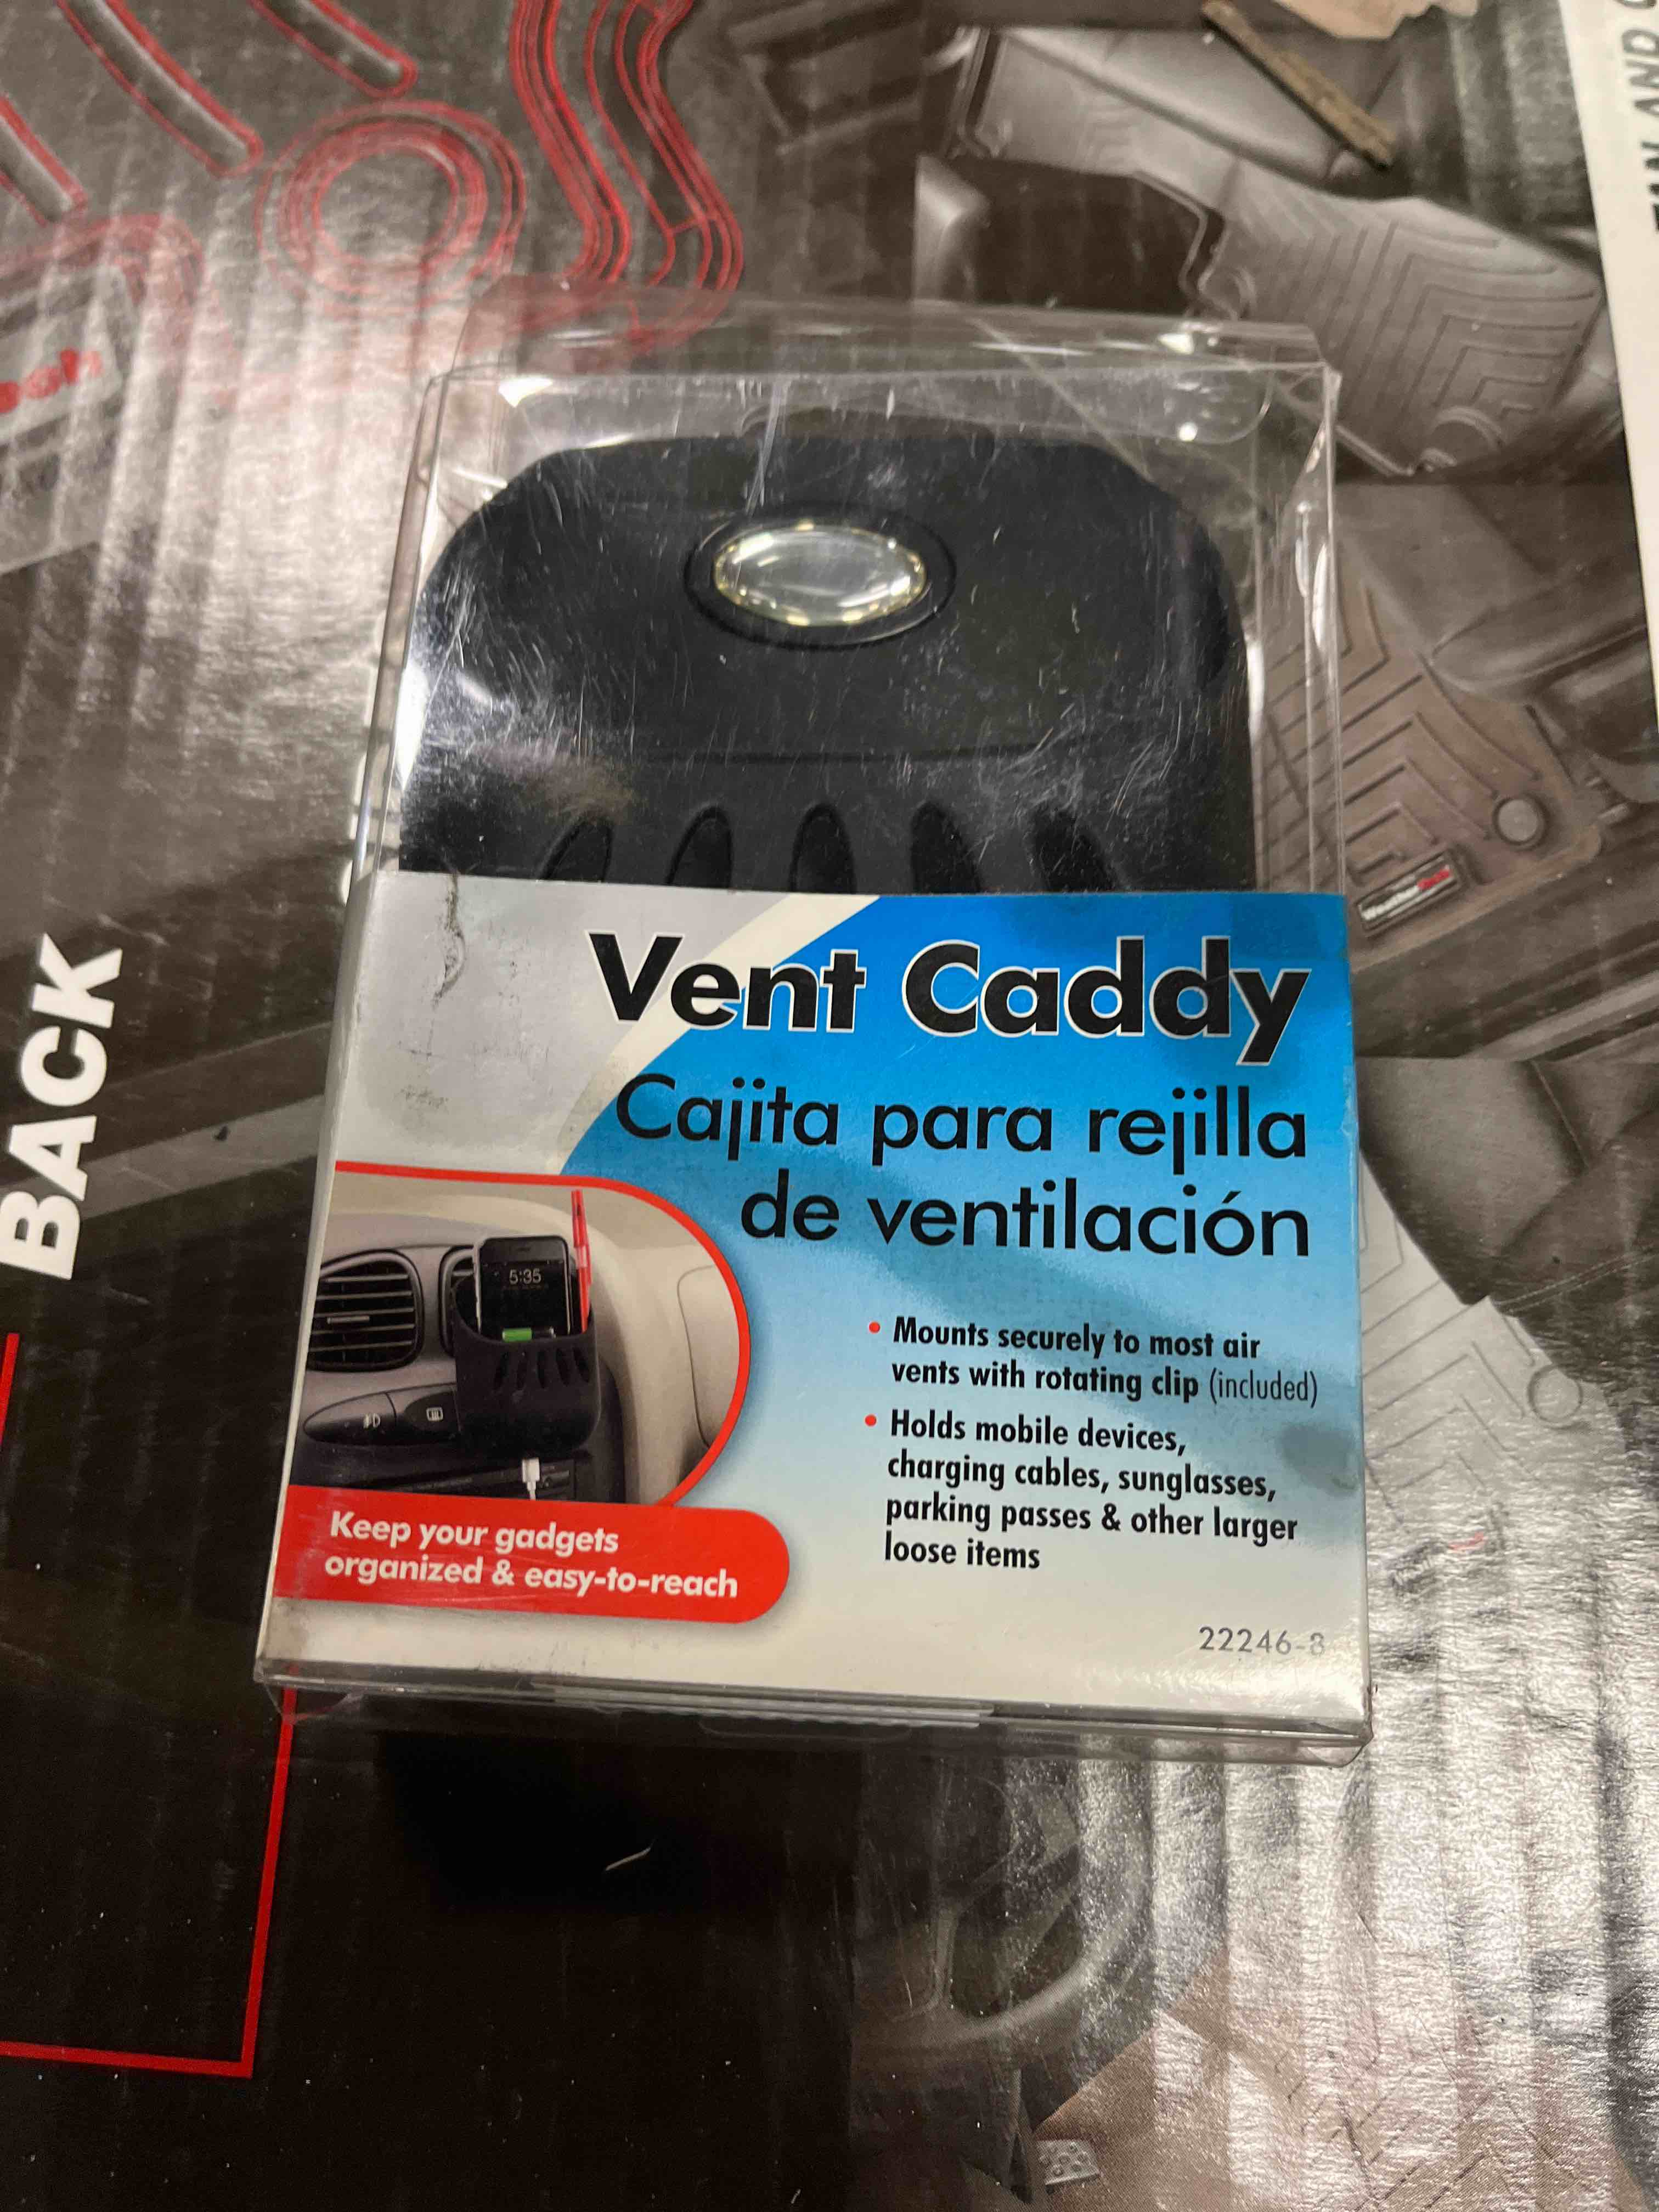 Vent Caddy
Cajita para rejilla
de ventilación
5:35
• Mounts securely to most air
vents with rotating clip (included)
• Holds mobile devices,
charging cables, sunglasses,
parking passes & other larger
loose items
Keep your gadgets
organized & easy-to-reach
22246-8
BACK
WeatherTech
AND